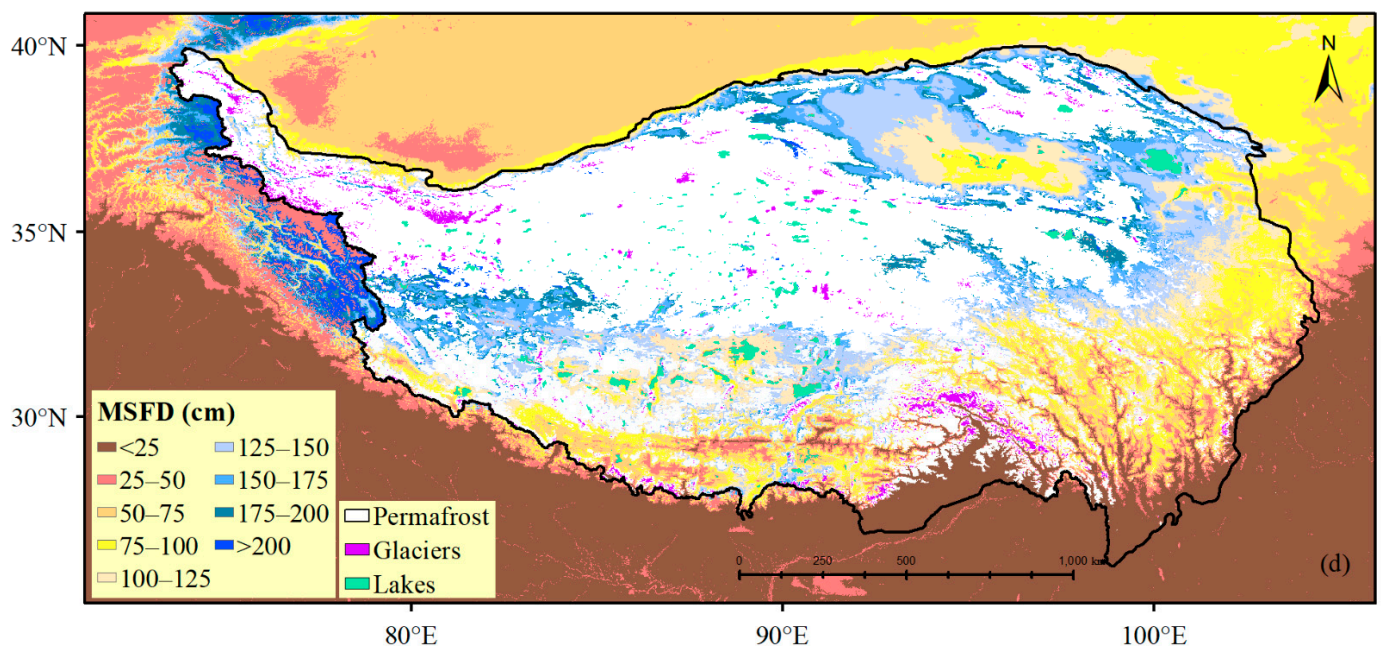 40°N
35°N
30°N
N
MSFD (cm)
<25
25–50
50–75
75–100
100–125
125–150
150–175
175–200
>200
Permafrost
Glaciers
Lakes
0 250 500 1,000 km
(d)
80°E 90°E 100°E